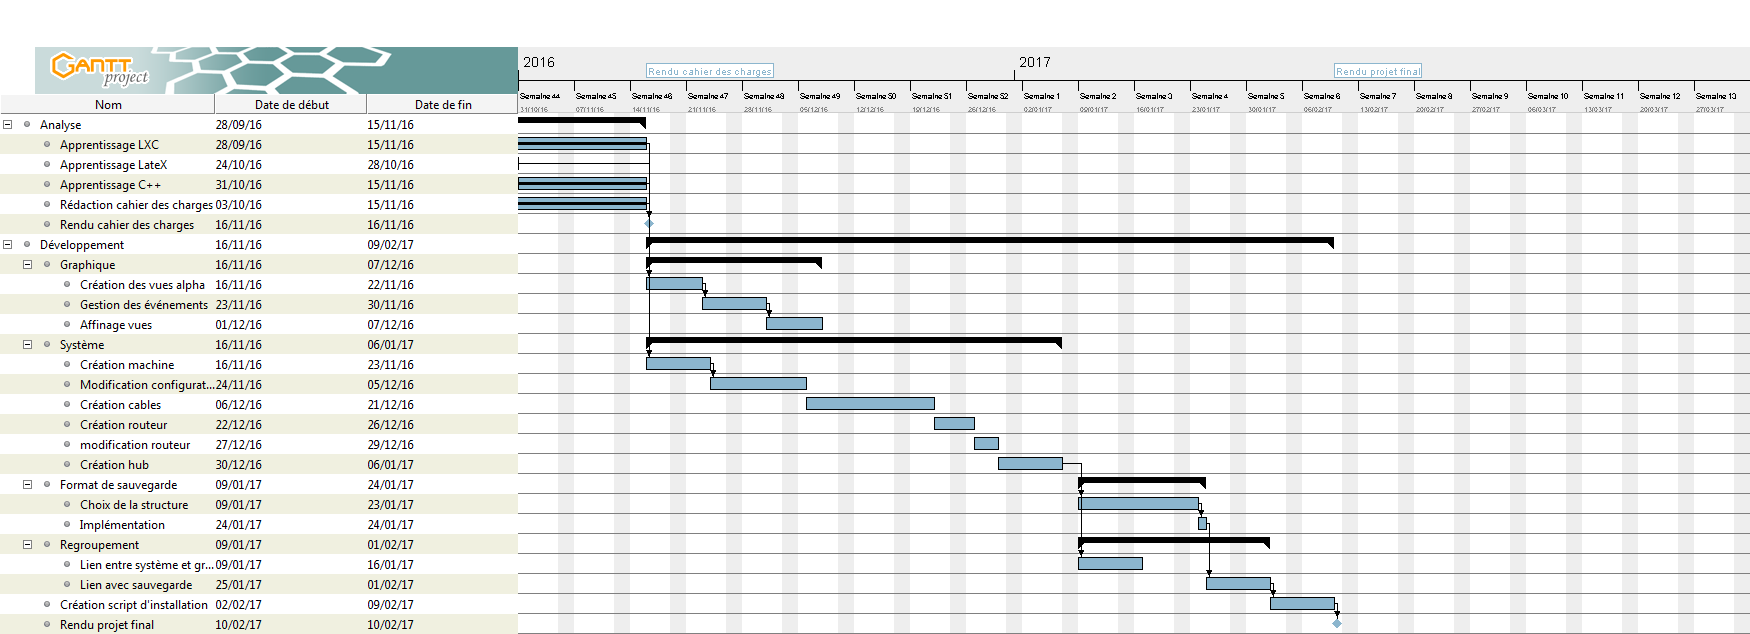 GANTT
project
2016
2017
Rendu cahier des charges
Rendu projet final
Semaine 44 Semaine 45 Semaine 46 Semaine 47 Semaine 48 Semaine 49 Semaine 50 Semaine 51 Semaine 52 Semaine 1 Semaine 2 Semaine 3 Semaine 4 Semaine 5 Semaine 6 Semaine 7 Semaine 8 Semaine 9 Semaine 10 Semaine 11 Semaine 12 Semaine 13
Nom Date de début Date de fin
31/10/16 07/11/16 14/11/16 21/11/16 28/11/16 05/12/16 12/12/16 19/12/16 26/12/16 02/01/17 09/01/17 16/01/17 23/01/17 30/01/17 06/02/17 13/02/17 20/02/17 27/02/17 06/03/17 13/03/17 20/03/17 27/03/17
Analyse 28/09/16 15/11/16
Apprentissage LXC 28/09/16 15/11/16
Apprentissage LateX 24/10/16 28/10/16
Apprentissage C++ 31/10/16 15/11/16
Rédaction cahier des charges 03/10/16 15/11/16
Rendu cahier des charges 16/11/16 16/11/16
Développement 16/11/16 09/02/17
Graphique 16/11/16 07/12/16
Création des vues alpha 16/11/16 22/11/16
Gestion des événements 23/11/16 30/11/16
Affinage vues 01/12/16 07/12/16
Système 16/11/16 06/01/17
Création machine 16/11/16 23/11/16
Modification configurat... 24/11/16 05/12/16
Création cables 06/12/16 21/12/16
Création routeur 22/12/16 26/12/16
modification routeur 27/12/16 29/12/16
Création hub 30/12/16 06/01/17
Format de sauvegarde 09/01/17 24/01/17
Choix de la structure 09/01/17 23/01/17
Implémentation 24/01/17 24/01/17
Regroupement 09/01/17 01/02/17
Lien entre système et gr... 09/01/17 16/01/17
Lien avec sauvegarde 25/01/17 01/02/17
Création script d'installation 02/02/17 09/02/17
Rendu projet final 10/02/17 10/02/17